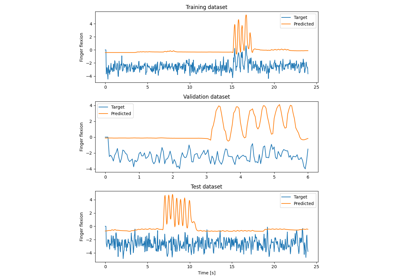 Training dataset
Finger flexion
4
2
0
−2
−4
Target
Predicted
0
5
10
15
20
25
Validation dataset
Finger flexion
4
2
0
−2
−4
Target
Predicted
0
1
2
3
4
5
6
Test dataset
Finger flexion
4
2
0
−2
−4
Target
Predicted
0
5
10
15
20
25
Time [s]